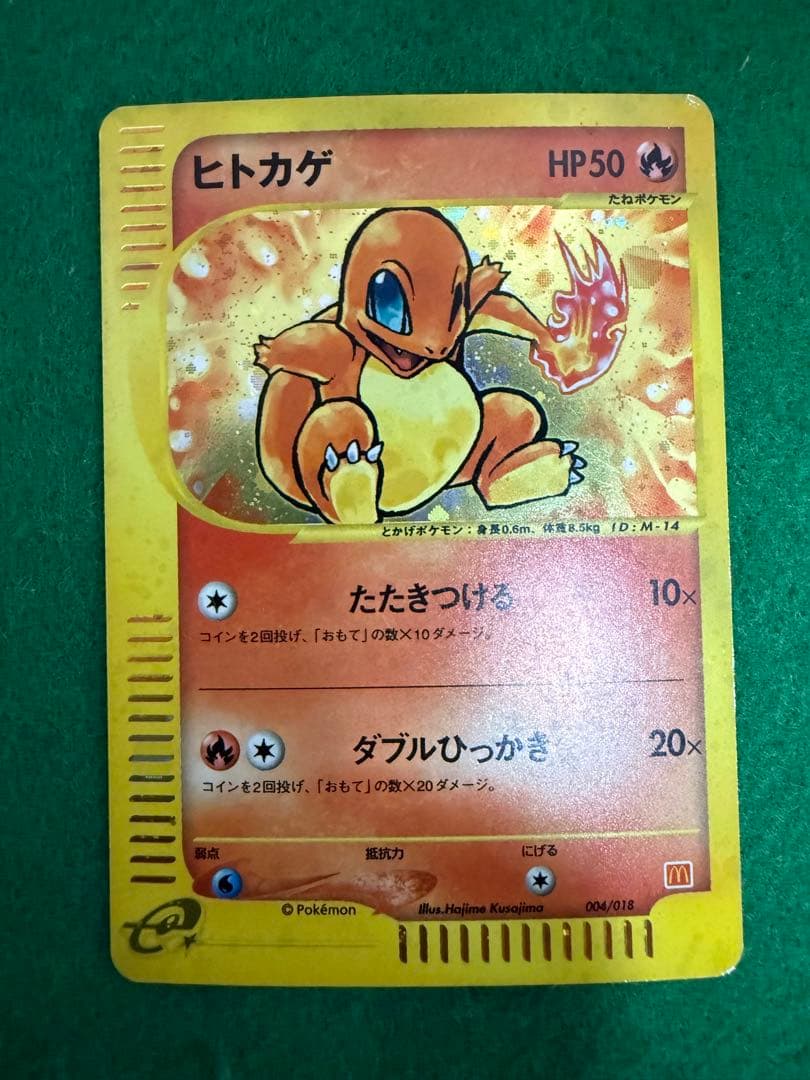 ヒトカゲ HP50
たねポケモン
とかげポケモン：身長0.6m、体重8.5kg ID:M-14
たたきつける 10×
コインを2回投げ、「おもて」の数×10ダメージ。
ダブルひっかき 20×
コインを2回投げ、「おもて」の数×20ダメージ。
弱点 抵抗力 にげる
© Pokémon Illus.Hajime Kusajima 004/018
e